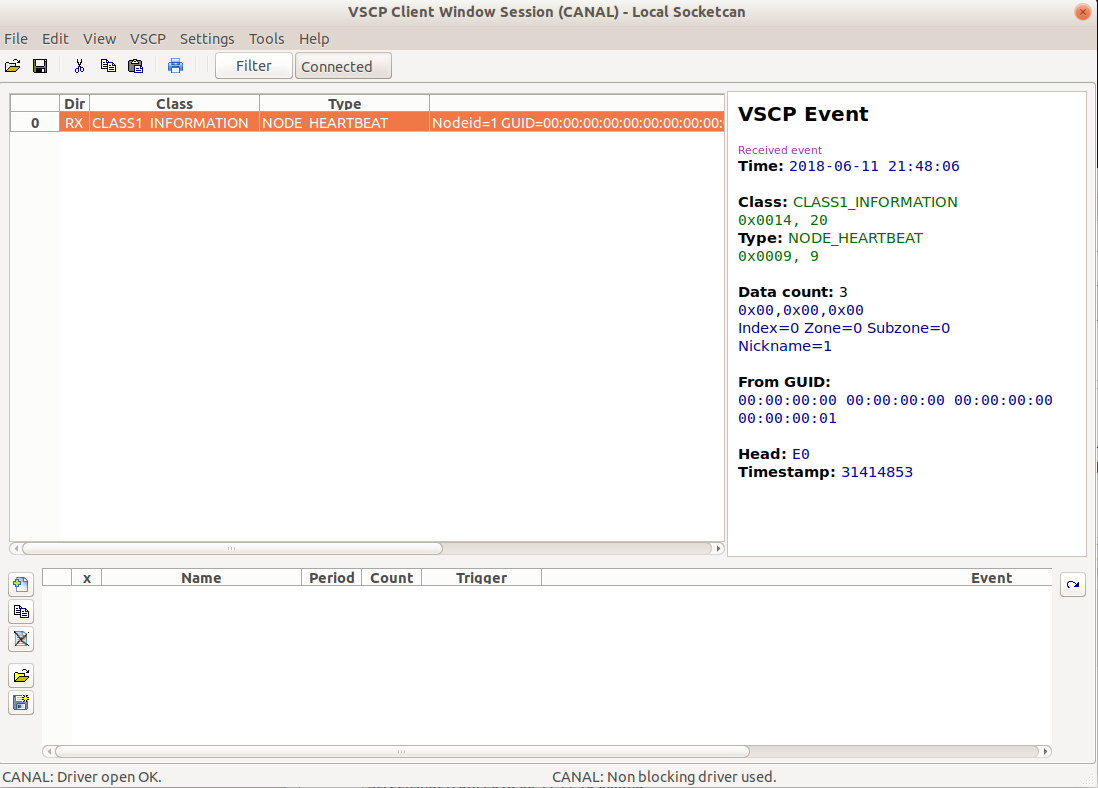 VSCP Client Window Session (CANAL) - Local Socketcan
File Edit View VSCP Settings Tools Help
Filter Connected
Dir Class Type
0 RX CLASS1_INFORMATION NODE_HEARTBEAT Nodeid=1 GUID=00:00:00:00:00:00:00:00:00:
VSCP Event
Received event
Time: 2018-06-11 21:48:06
Class: CLASS1_INFORMATION
0x0014, 20
Type: NODE_HEARTBEAT
0x0009, 9
Data count: 3
0x00,0x00,0x00
Index=0 Zone=0 Subzone=0
Nickname=1
From GUID:
00:00:00:00 00:00:00:00 00:00:00:00
00:00:00:01
Head: E0
Timestamp: 31414853
x Name Period Count Trigger Event
CANAL: Driver open OK. CANAL: Non blocking driver used.